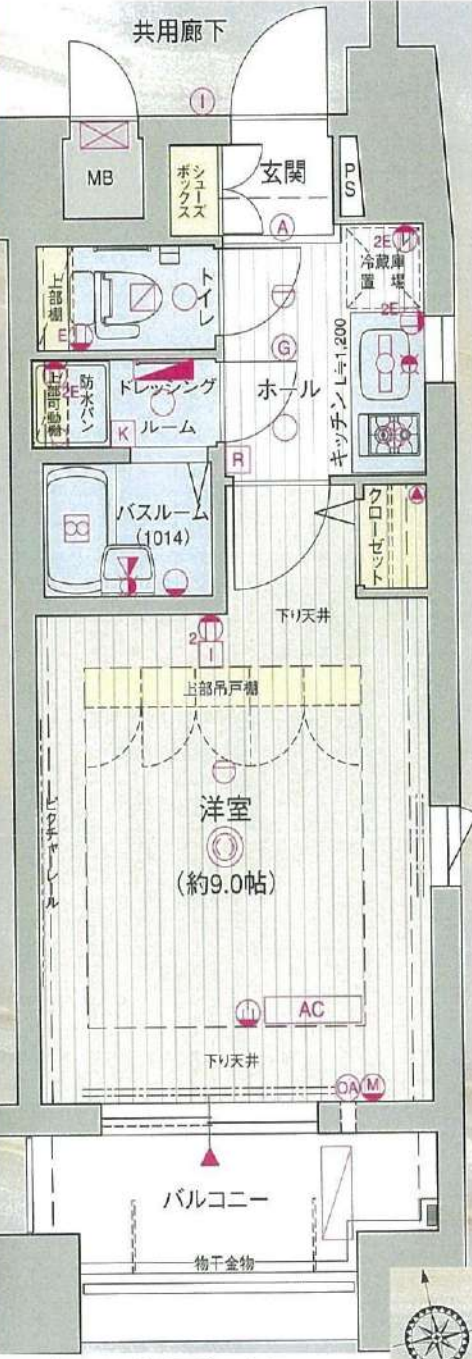 共用廊下
I
MB
シューズ
ボックス
玄関
PS
A
2E
冷蔵庫
置場
上部棚
トイレ
E
2E
G
キッチン L≒1,200
ホール
2E
防水パン
ドレッシング
ルーム
K
R
バスルーム
(1014)
クローゼット
下り天井
2
I
上部吊戸棚
ピクチャーレール
洋室
(約9.0帖)
AC
下り天井
OA
M
バルコニー
物干金物